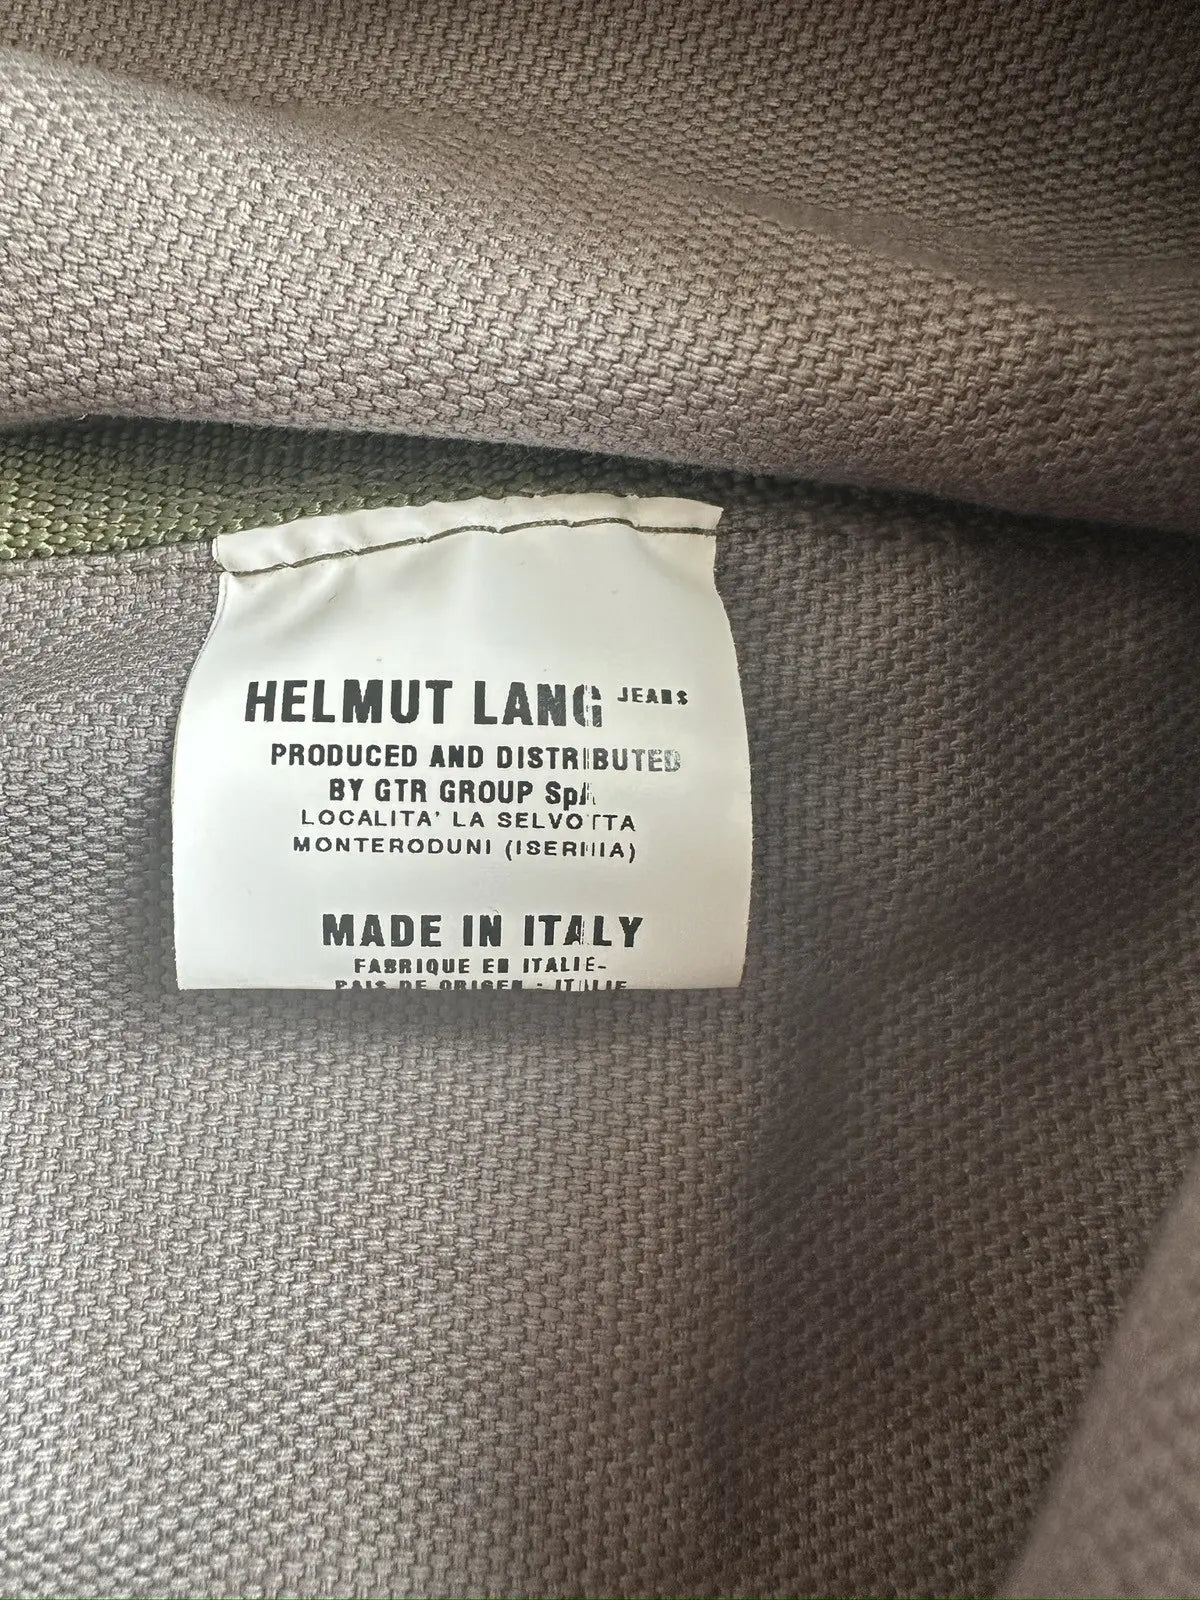 HELMUT LANG JEANS
PRODUCED AND DISTRIBUTED
BY GTR GROUP SpA
LOCALITA' LA SELVOTTA
MONTERODUNI (ISERNIA)
MADE IN ITALY
FABRIQUE EN ITALIE-
PAIS DE ORIGEN - ITALIE